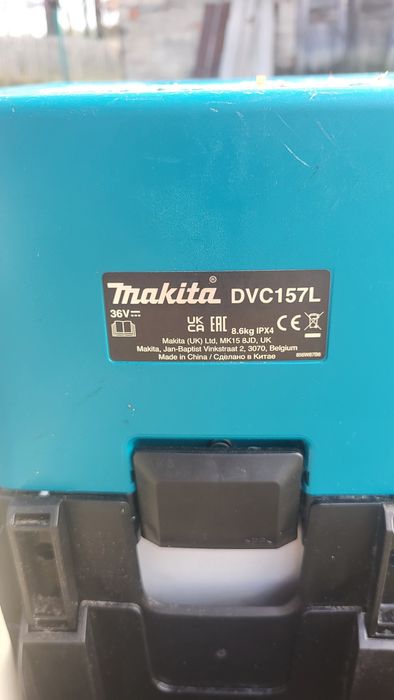 makita® DVC157L
36V⎓
UK CA EAC 8.6kg IPX4 CE
Makita (UK) Ltd, MK15 8JD, UK
Makita, Jan-Baptist Vinkstraat 2, 3070, Belgium
Made in China / Сделано в Китае 856W87B8